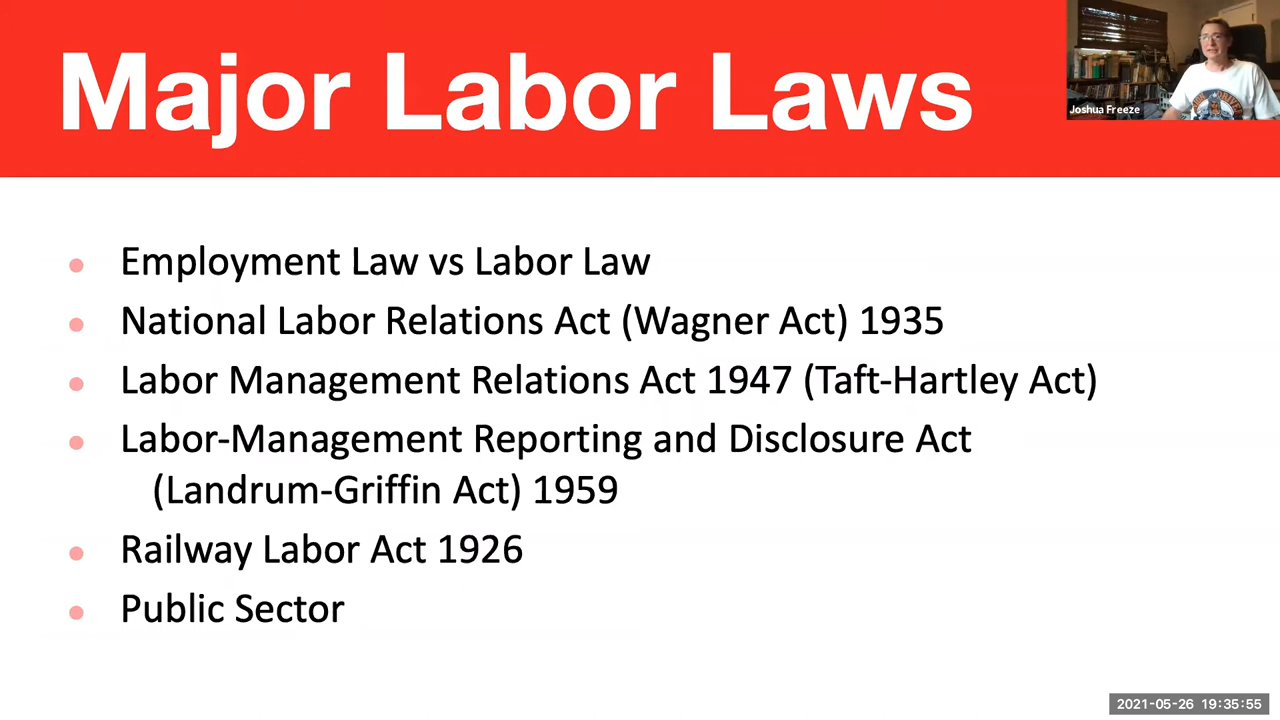 Major Labor Laws
Joshua Freeze
• Employment Law vs Labor Law
• National Labor Relations Act (Wagner Act) 1935
• Labor Management Relations Act 1947 (Taft-Hartley Act)
• Labor-Management Reporting and Disclosure Act
(Landrum-Griffin Act) 1959
• Railway Labor Act 1926
• Public Sector
2021-05-26 19:35:55